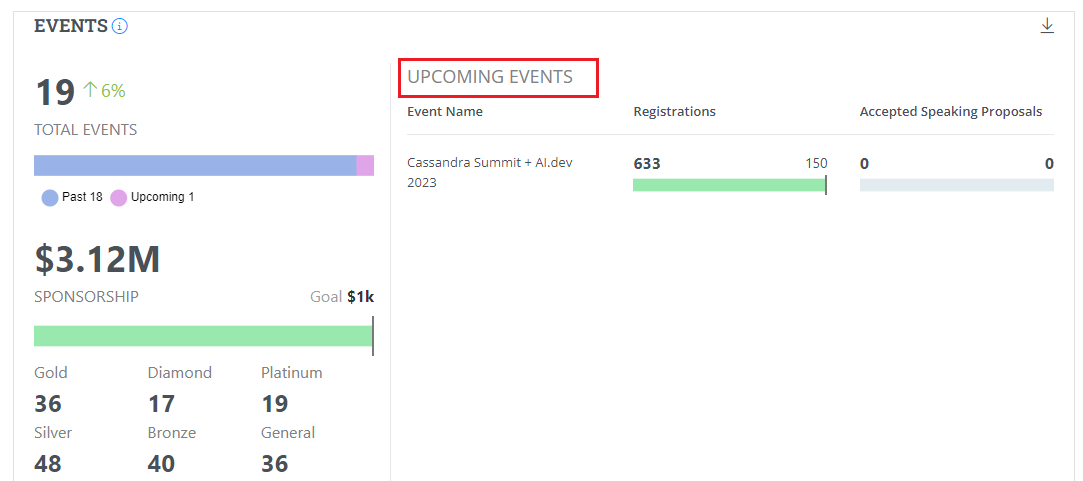 EVENTS
19 ↑ 6%
TOTAL EVENTS
Past 18 Upcoming 1
$3.12M
SPONSORSHIP Goal $1k
Gold Diamond Platinum
36 17 19
Silver Bronze General
48 40 36
UPCOMING EVENTS
Event Name Registrations Accepted Speaking Proposals
Cassandra Summit + AI.dev 633 150 0 0
2023